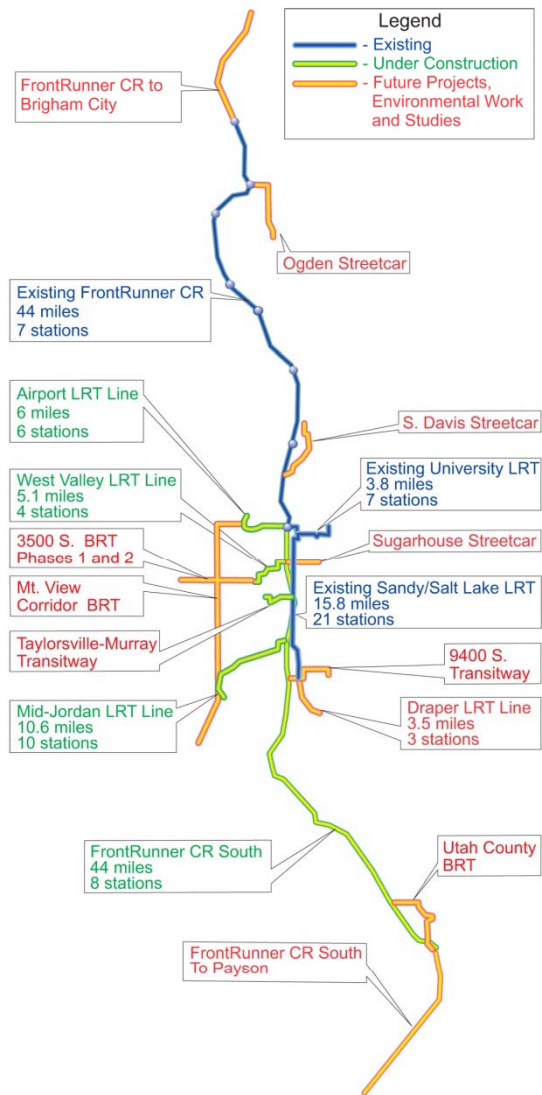 Legend
- Existing
- Under Construction
- Future Projects,
Environmental Work
and Studies
FrontRunner CR to
Brigham City
Ogden Streetcar
Existing FrontRunner CR
44 miles
7 stations
Airport LRT Line
6 miles
6 stations
S. Davis Streetcar
West Valley LRT Line
5.1 miles
4 stations
Existing University LRT
3.8 miles
7 stations
3500 S. BRT
Phases 1 and 2
Sugarhouse Streetcar
Mt. View
Corridor BRT
Existing Sandy/Salt Lake LRT
15.8 miles
21 stations
Taylorsville-Murray
Transitway
9400 S.
Transitway
Mid-Jordan LRT Line
10.6 miles
10 stations
Draper LRT Line
3.5 miles
3 stations
FrontRunner CR South
44 miles
8 stations
Utah County
BRT
FrontRunner CR South
To Payson